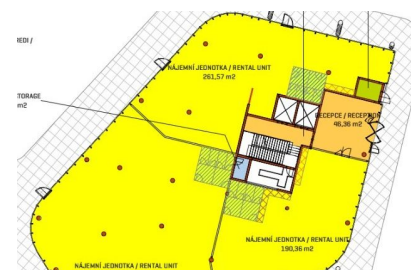 REDI /
NÁJEMNÍ JEDNOTKA / RENTAL UNIT
261,57 m2
TORAGE
m2
RECEPCE / RECEPTION
46,36 m2
NÁJEMNÍ JEDNOTKA / RENTAL UNIT
190,36 m2
NÁJEMNÍ JEDNOTKA / RENTAL UNIT